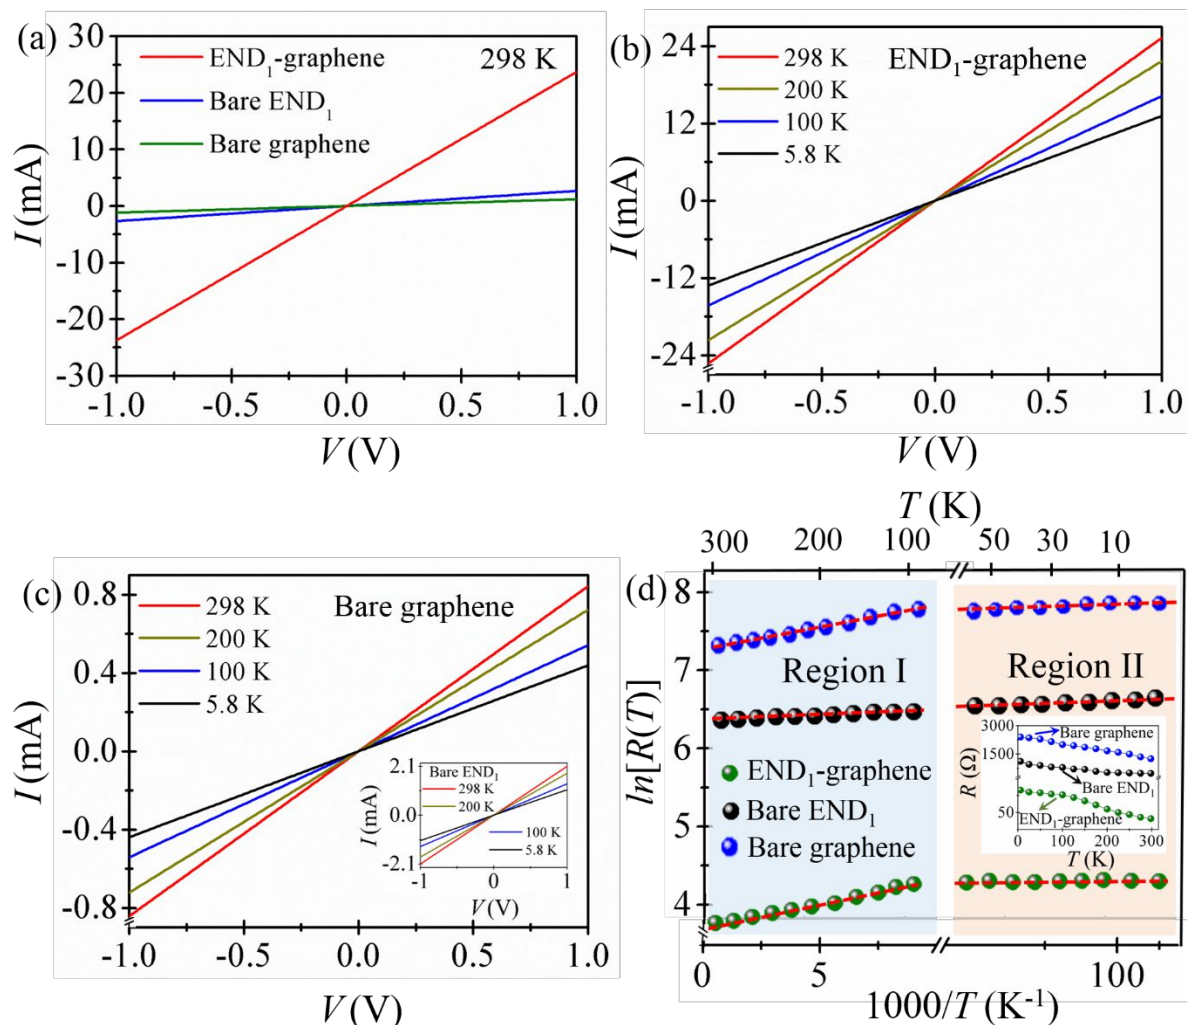 (a)
END₁-graphene
Bare END₁
Bare graphene
298 K
30
20
10
0
-10
-20
-30
I (mA)
-1.0
-0.5
0.0
0.5
1.0
V (V)
(b)
298 K
200 K
100 K
5.8 K
END₁-graphene
24
12
0
-12
-24
I (mA)
-1.0
-0.5
0.0
0.5
1.0
V (V)
(c)
298 K
200 K
100 K
5.8 K
Bare graphene
0.8
0.4
0.0
-0.4
-0.8
I (mA)
-1.0
-0.5
0.0
0.5
1.0
V (V)
Bare END₁
298 K
200 K
100 K
5.8 K
2.1
0.0
-2.1
I (mA)
-1
0
1
V (V)
(d)
T (K)
300
200
100
50
30
10
8
7
6
5
4
ln[R(T)]
Region I
Region II
END₁-graphene
Bare END₁
Bare graphene
3000
1500
50
R (Ω)
Bare graphene
Bare END₁
END₁-graphene
0
100
200
300
T (K)
0
5
100
1000/T (K⁻¹)